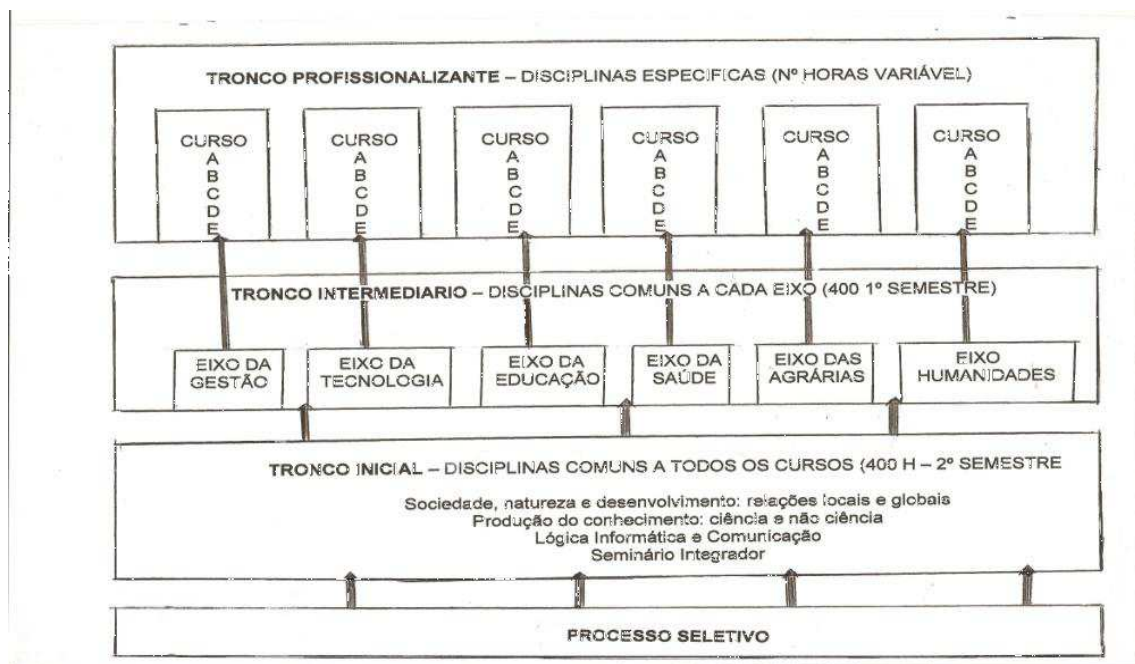 TRONCO PROFISSIONALIZANTE – DISCIPLINAS ESPECIFICAS (Nº HORAS VARIÁVEL)
CURSO
A
B
C
D
E
CURSO
A
B
C
D
E
CURSO
A
B
C
D
E
CURSO
A
B
C
D
E
CURSO
A
B
C
D
E
CURSO
A
B
C
D
E
TRONCO INTERMEDIARIO – DISCIPLINAS COMUNS A CADA EIXO (400 1º SEMESTRE)
EIXO DA
GESTÃO
EIXO DA
TECNOLOGIA
EIXO DA
EDUCAÇÃO
EIXO DA
SAÚDE
EIXO DAS
AGRÁRIAS
EIXO
HUMANIDADES
TRONCO INICIAL – DISCIPLINAS COMUNS A TODOS OS CURSOS (400 H – 2º SEMESTRE
Sociedade, natureza e desenvolvimento: relações locais e globais
Produção do conhecimento: ciência e não ciência
Lógica Informática e Comunicação
Seminário Integrador
PROCESSO SELETIVO